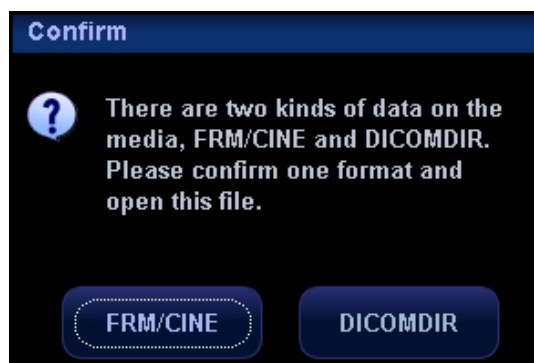 Confirm
There are two kinds of data on the
media, FRM/CINE and DICOMDIR.
Please confirm one format and
open this file.
FRM/CINE
DICOMDIR